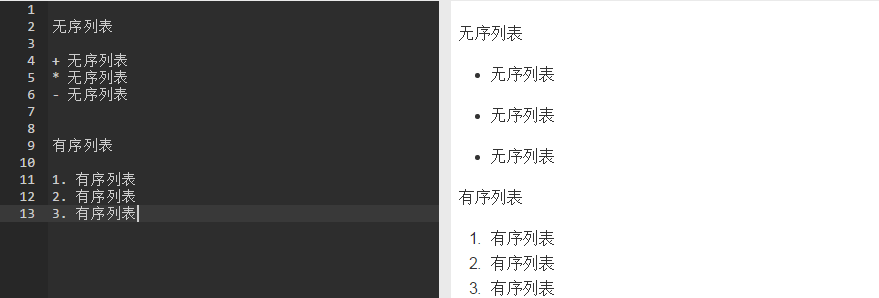 1
2 无序列表
3
4 + 无序列表
5 * 无序列表
6 - 无序列表
7
8
9 有序列表
10
11 1. 有序列表
12 2. 有序列表
13 3. 有序列表
无序列表
• 无序列表
• 无序列表
• 无序列表
有序列表
1. 有序列表
2. 有序列表
3. 有序列表